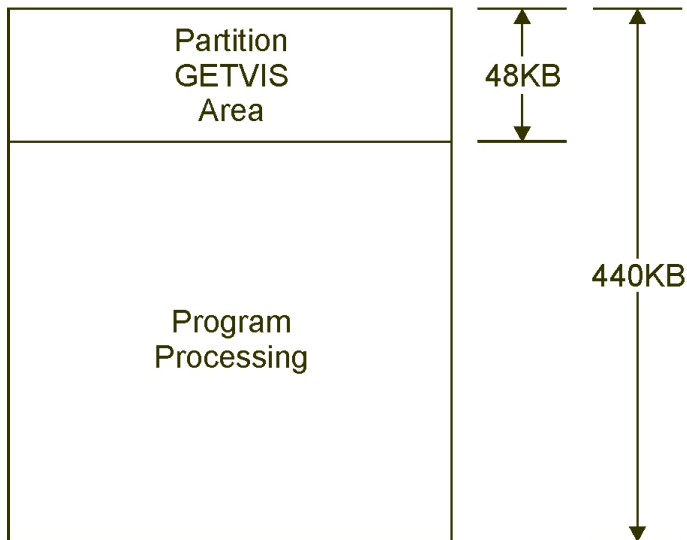 Partition
GETVIS
Area
48KB
440KB
Program
Processing